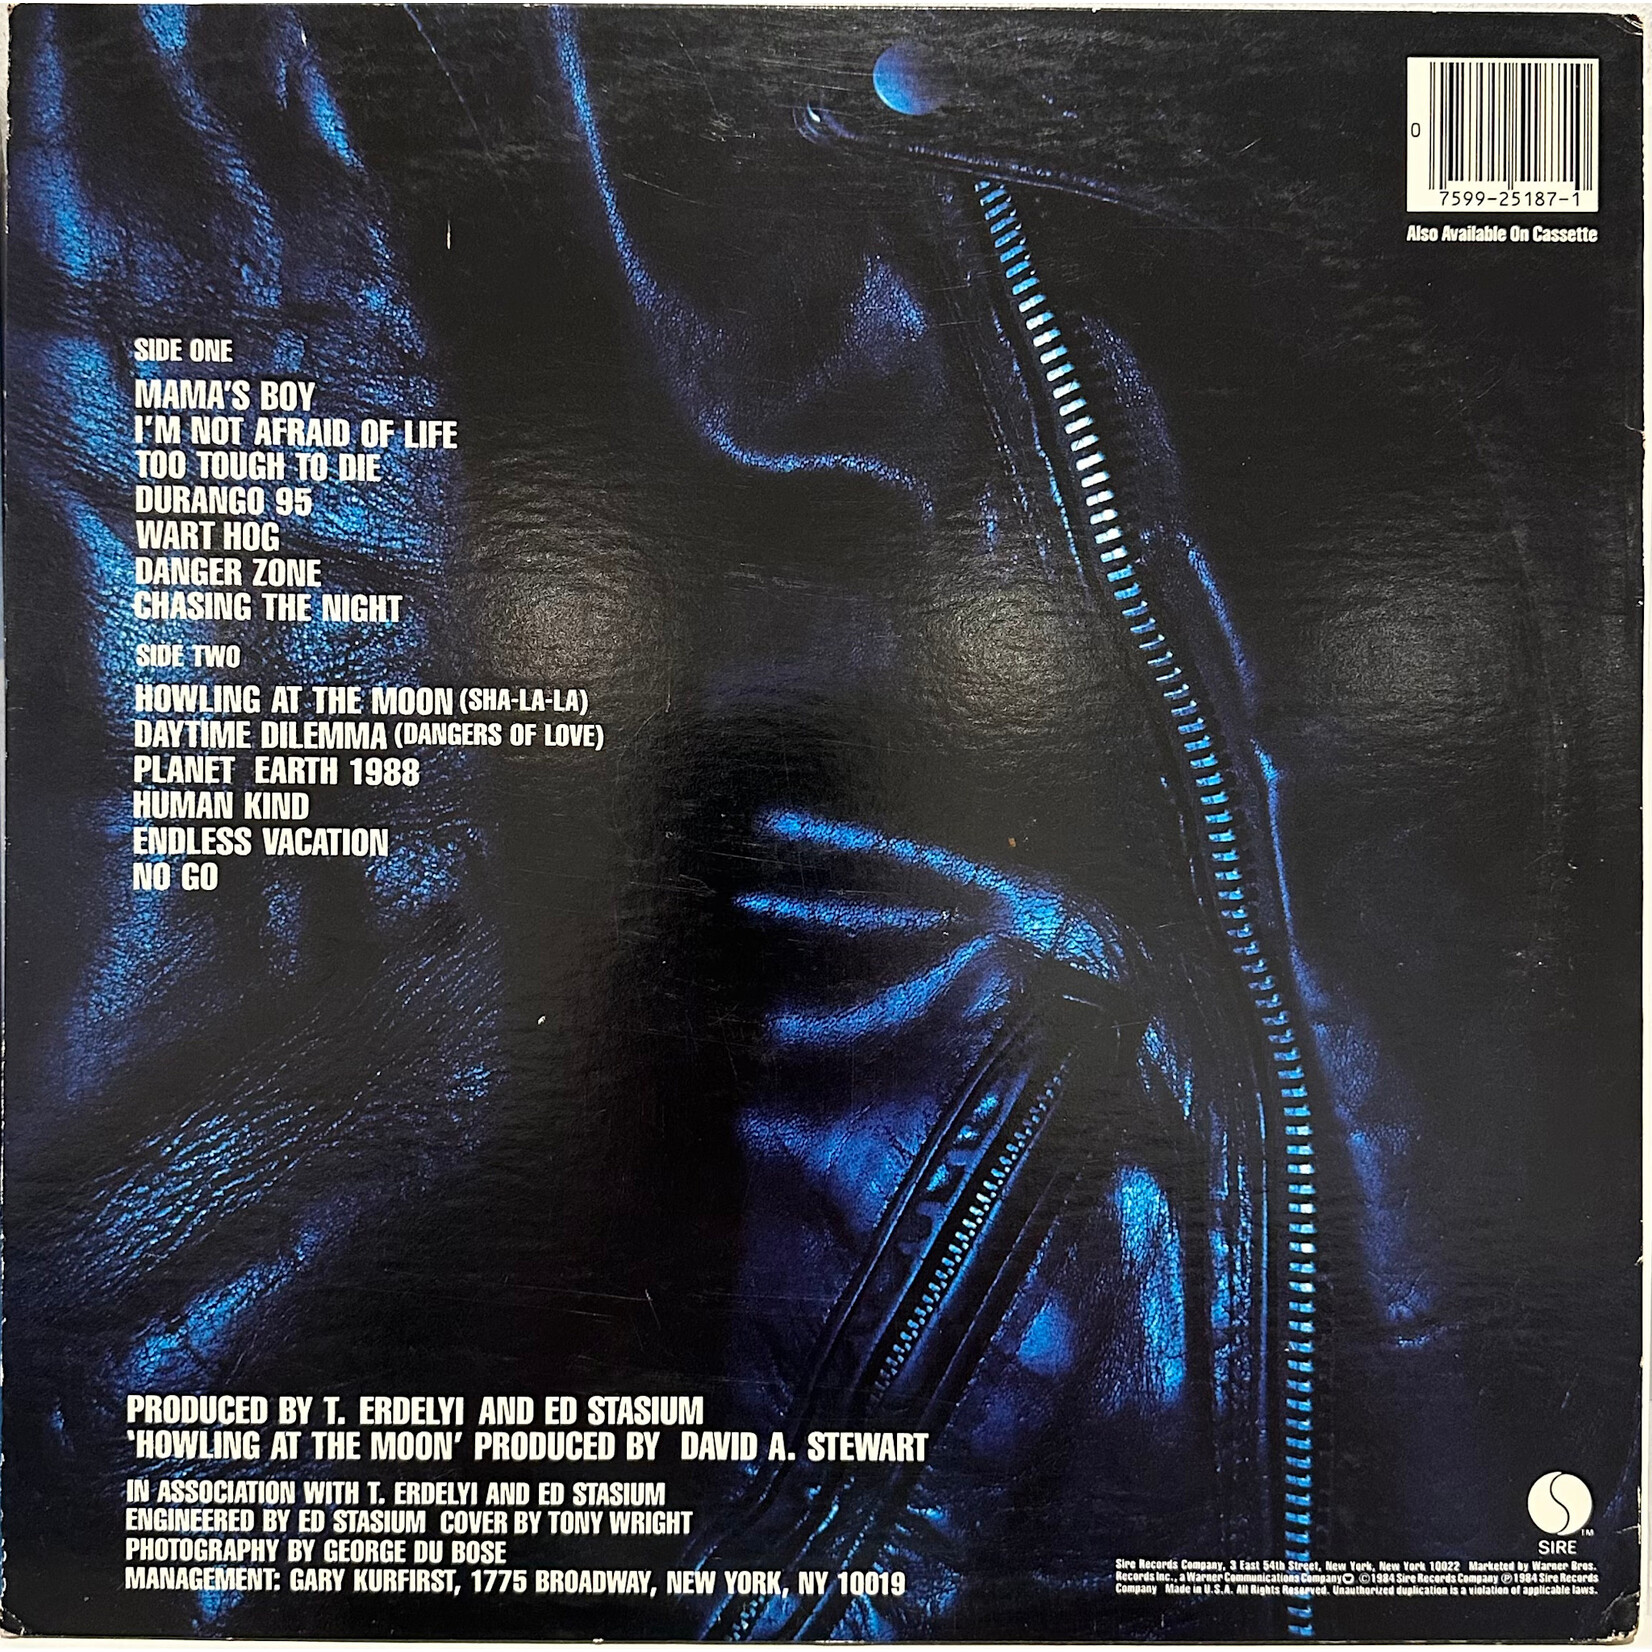 0
7599-25187-1
Also Available On Cassette
SIDE ONE
MAMA'S BOY
I'M NOT AFRAID OF LIFE
TOO TOUGH TO DIE
DURANGO 95
WART HOG
DANGER ZONE
CHASING THE NIGHT
SIDE TWO
HOWLING AT THE MOON (SHA-LA-LA)
DAYTIME DILEMMA (DANGERS OF LOVE)
PLANET EARTH 1988
HUMAN KIND
ENDLESS VACATION
NO GO
PRODUCED BY T. ERDELYI AND ED STASIUM
'HOWLING AT THE MOON' PRODUCED BY DAVID A. STEWART
IN ASSOCIATION WITH T. ERDELYI AND ED STASIUM
ENGINEERED BY ED STASIUM COVER BY TONY WRIGHT
PHOTOGRAPHY BY GEORGE DU BOSE
MANAGEMENT: GARY KURFIRST, 1775 BROADWAY, NEW YORK, NY 10019
TM
SIRE
Sire Records Company, 3 East 54th Street, New York, New York 10022 Marketed by Warner Bros.
Records Inc., a Warner Communications Company ©1984 Sire Records Company ℗1984 Sire Records
Company Made in U.S.A. All Rights Reserved. Unauthorized duplication is a violation of applicable laws.